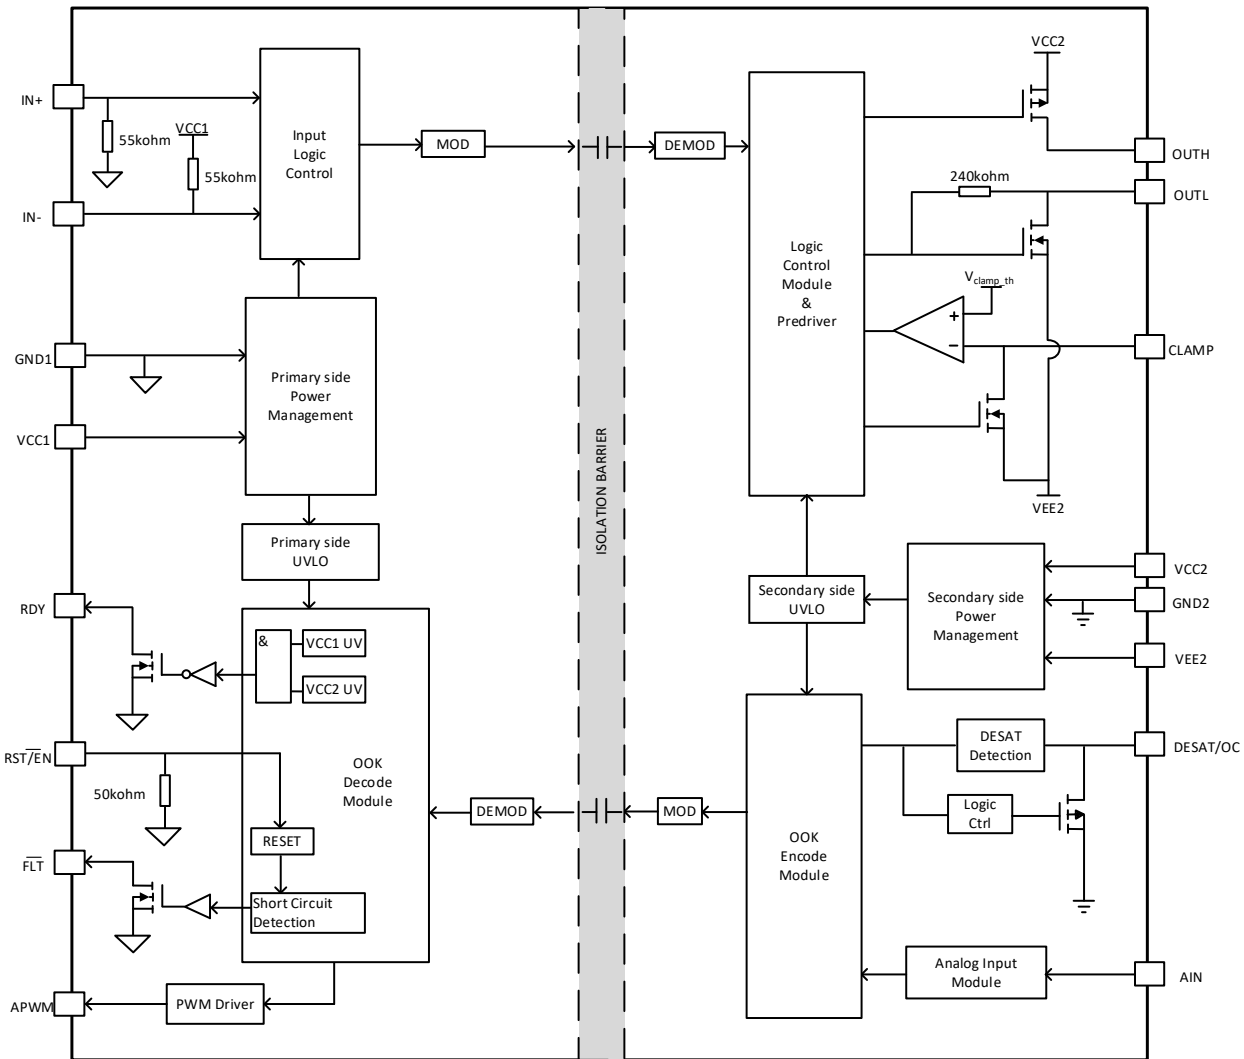 VCC2
IN+
55kohm
VCC1
55kohm
IN-
Input
Logic
Control
MOD
DEMOD
OUTH
240kohm
OUTL
Logic
Control
Module
&
Predriver
Vclamp_th
+
−
CLAMP
GND1
VCC1
Primary side
Power
Management
ISOLATION BARRIER
VEE2
Primary side
UVLO
Secondary side
UVLO
Secondary side
Power
Management
VCC2
GND2
VEE2
RDY
&
VCC1 UV
VCC2 UV
RST/EN
50kohm
OOK
Decode
Module
RESET
FLT
Short Circuit
Detection
DEMOD
MOD
OOK
Encode
Module
DESAT
Detection
DESAT/OC
Logic
Ctrl
Analog Input
Module
AIN
APWM
PWM Driver